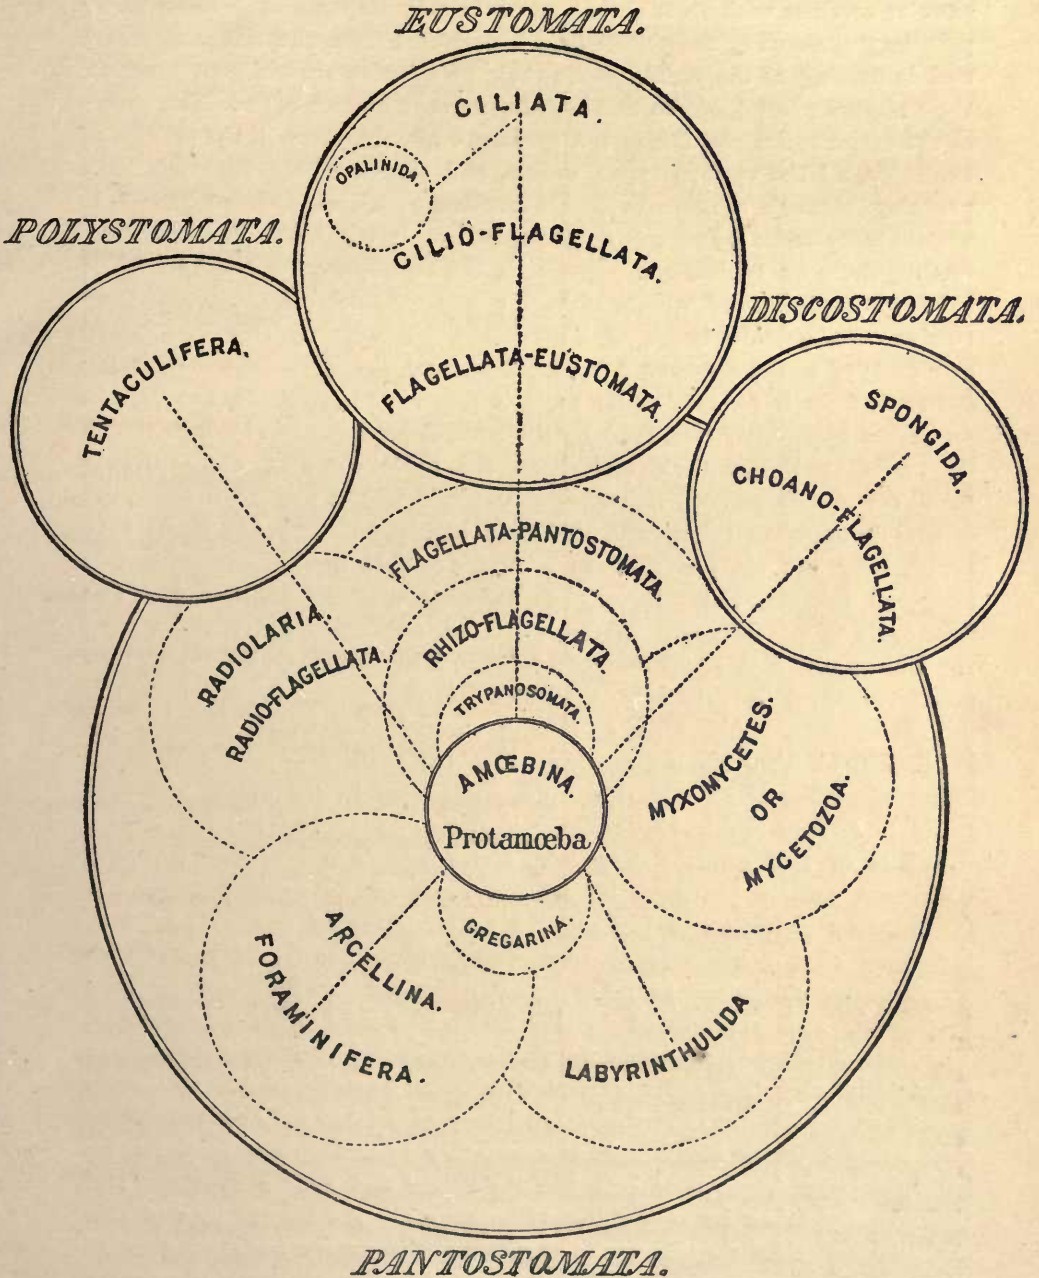 EUSTOMATA.
CILIATA.
OPALINIDA.
POLYSTOMATA.
CILIO-FLAGELLATA.
DISCOSTOMATA.
TENTACULIFERA.
FLAGELLATA-EUSTOMATA.
SPONGIDA.
CHOANO-FLAGELLATA.
FLAGELLATA-PANTOSTOMATA.
RADIOLARIA.
RHIZO-FLAGELLATA.
RADIO-FLAGELLATA.
TRYPANOSOMATA.
AMŒBINA.
Protamœba
MYXOMYCETES.
OR
MYCETOZOA.
GREGARINA.
ARCELLINA.
FORAMINIFERA.
LABYRINTHULIDA
PANTOSTOMATA.